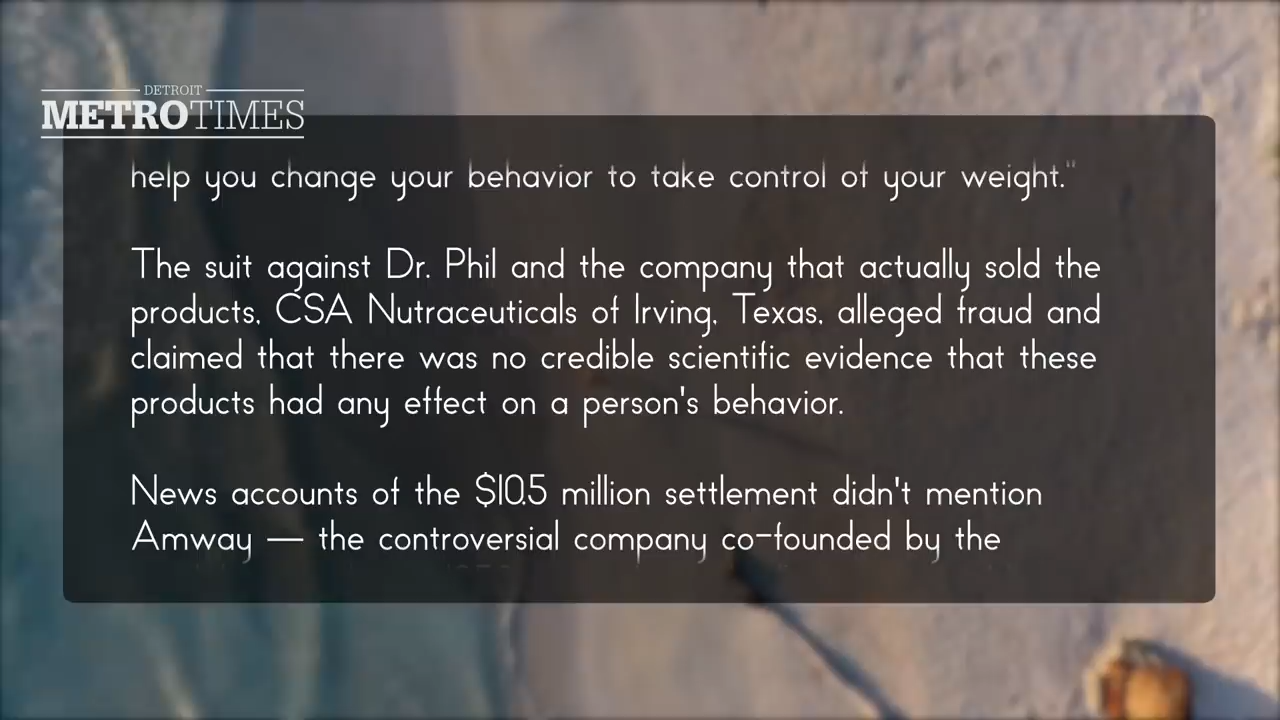 DETROIT
METROTIMES
help you change your behavior to take control of your weight."
The suit against Dr. Phil and the company that actually sold the
products, CSA Nutraceuticals of Irving, Texas, alleged fraud and
claimed that there was no credible scientific evidence that these
products had any effect on a person's behavior.
News accounts of the $10.5 million settlement didn't mention
Amway — the controversial company co-founded by the